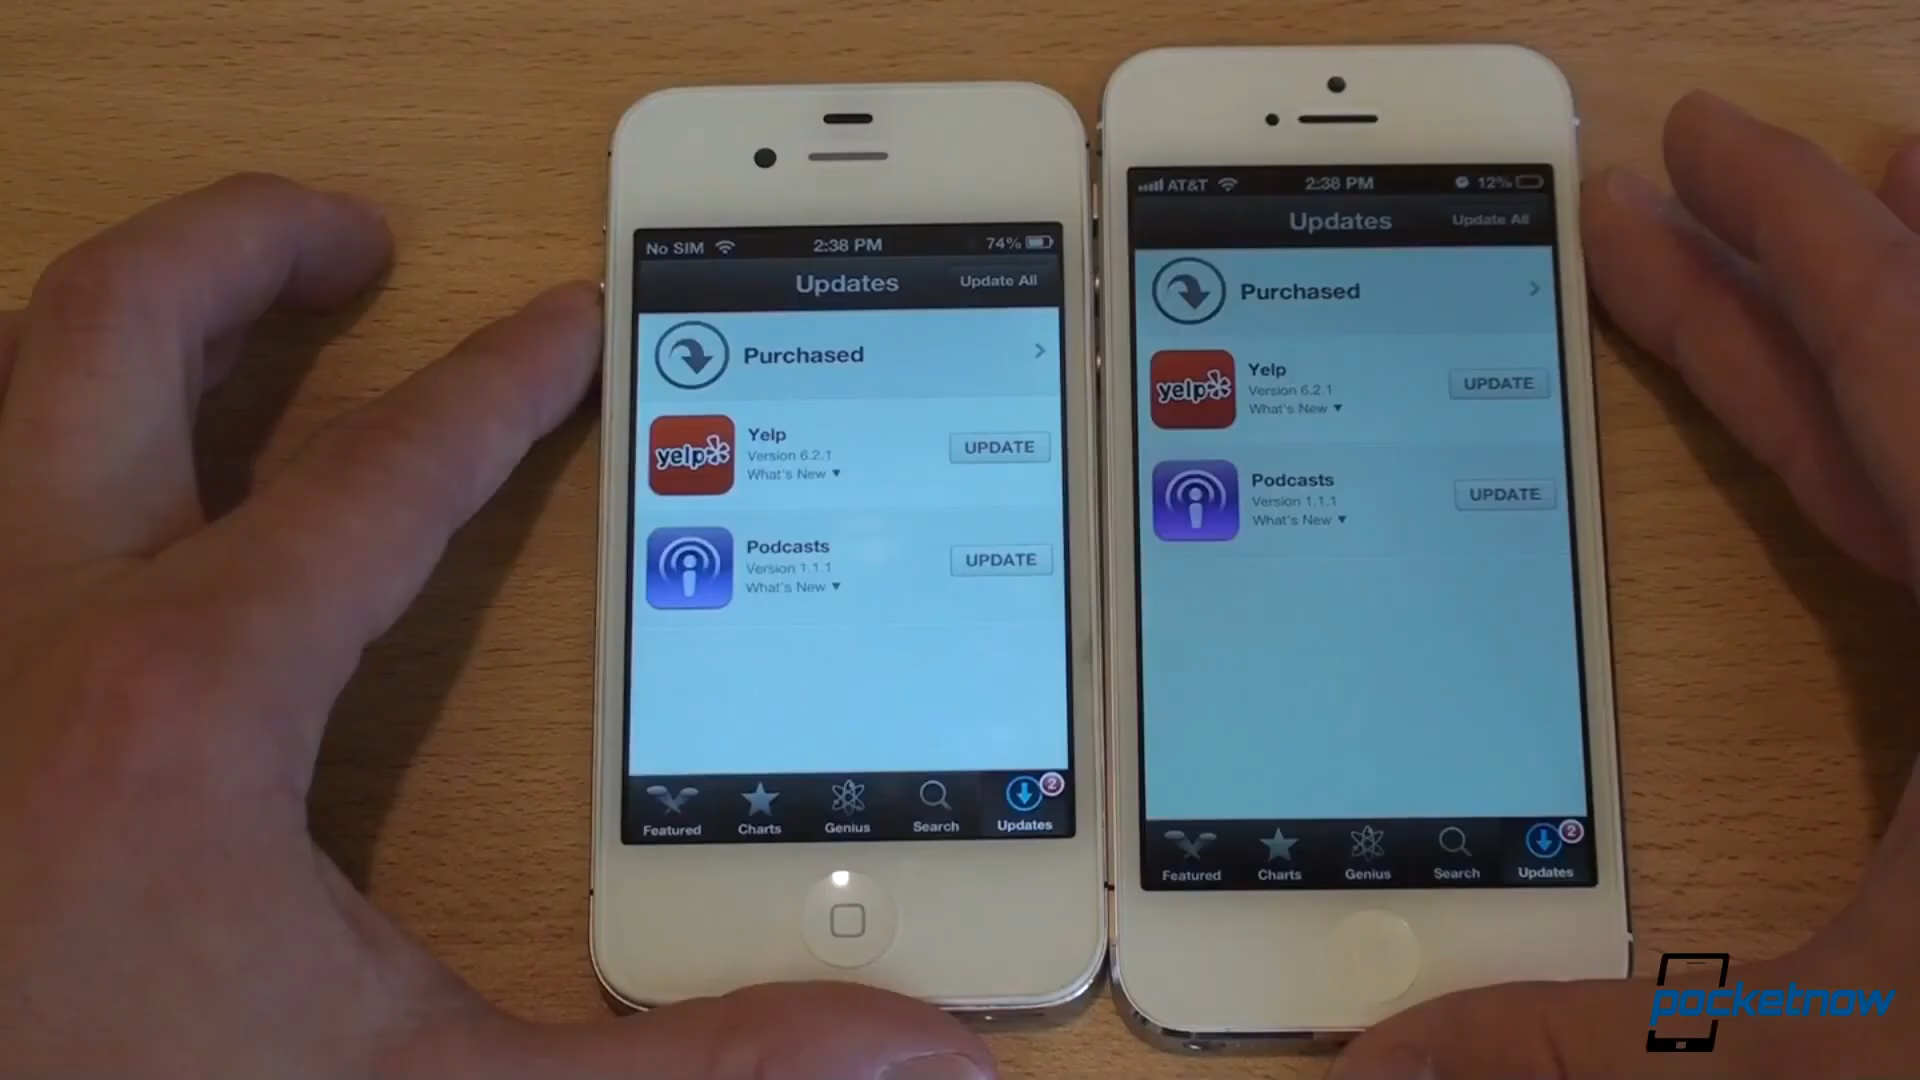 No SIM 2:38 PM 74%
Updates Update All
Purchased
yelp
Yelp
Version 6.2.1
What's New ▼
UPDATE
Podcasts
Version 1.1.1
What's New ▼
UPDATE
2
Featured Charts Genius Search Updates
AT&T 2:38 PM 12%
Updates Update All
Purchased
yelp
Yelp
Version 6.2.1
What's New ▼
UPDATE
Podcasts
Version 1.1.1
What's New ▼
UPDATE
2
Featured Charts Genius Search Updates
pocketnow